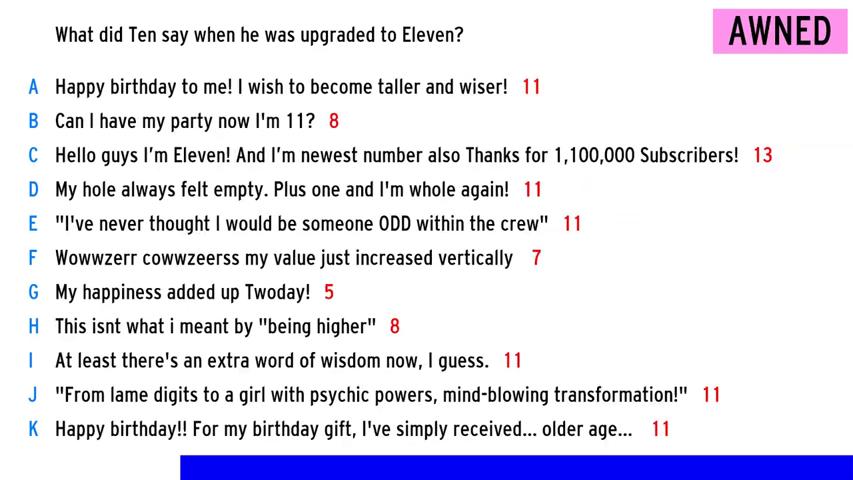 What did Ten say when he was upgraded to Eleven?
AWNED
A Happy birthday to me! I wish to become taller and wiser! 11
B Can I have my party now I'm 11? 8
C Hello guys I'm Eleven! And I'm newest number also Thanks for 1,100,000 Subscribers! 13
D My hole always felt empty. Plus one and I'm whole again! 11
E "I've never thought I would be someone ODD within the crew" 11
F Wowwzerr cowwzeerss my value just increased vertically 7
G My happiness added up Twoday! 5
H This isnt what i meant by "being higher" 8
I At least there's an extra word of wisdom now, I guess. 11
J "From lame digits to a girl with psychic powers, mind-blowing transformation!" 11
K Happy birthday!! For my birthday gift, I've simply received... older age... 11